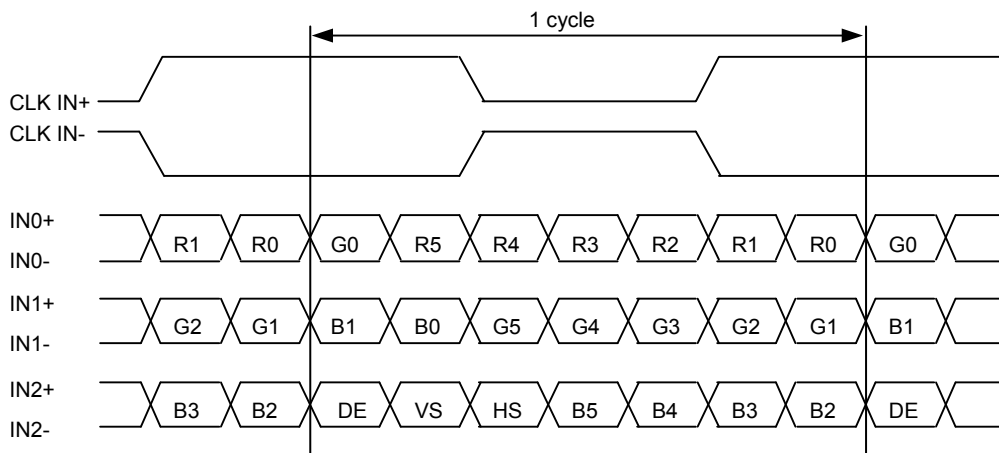 1 cycle
CLK IN+
CLK IN-
IN0+
R1 R0 G0 R5 R4 R3 R2 R1 R0 G0
IN0-
IN1+
G2 G1 B1 B0 G5 G4 G3 G2 G1 B1
IN1-
IN2+
B3 B2 DE VS HS B5 B4 B3 B2 DE
IN2-